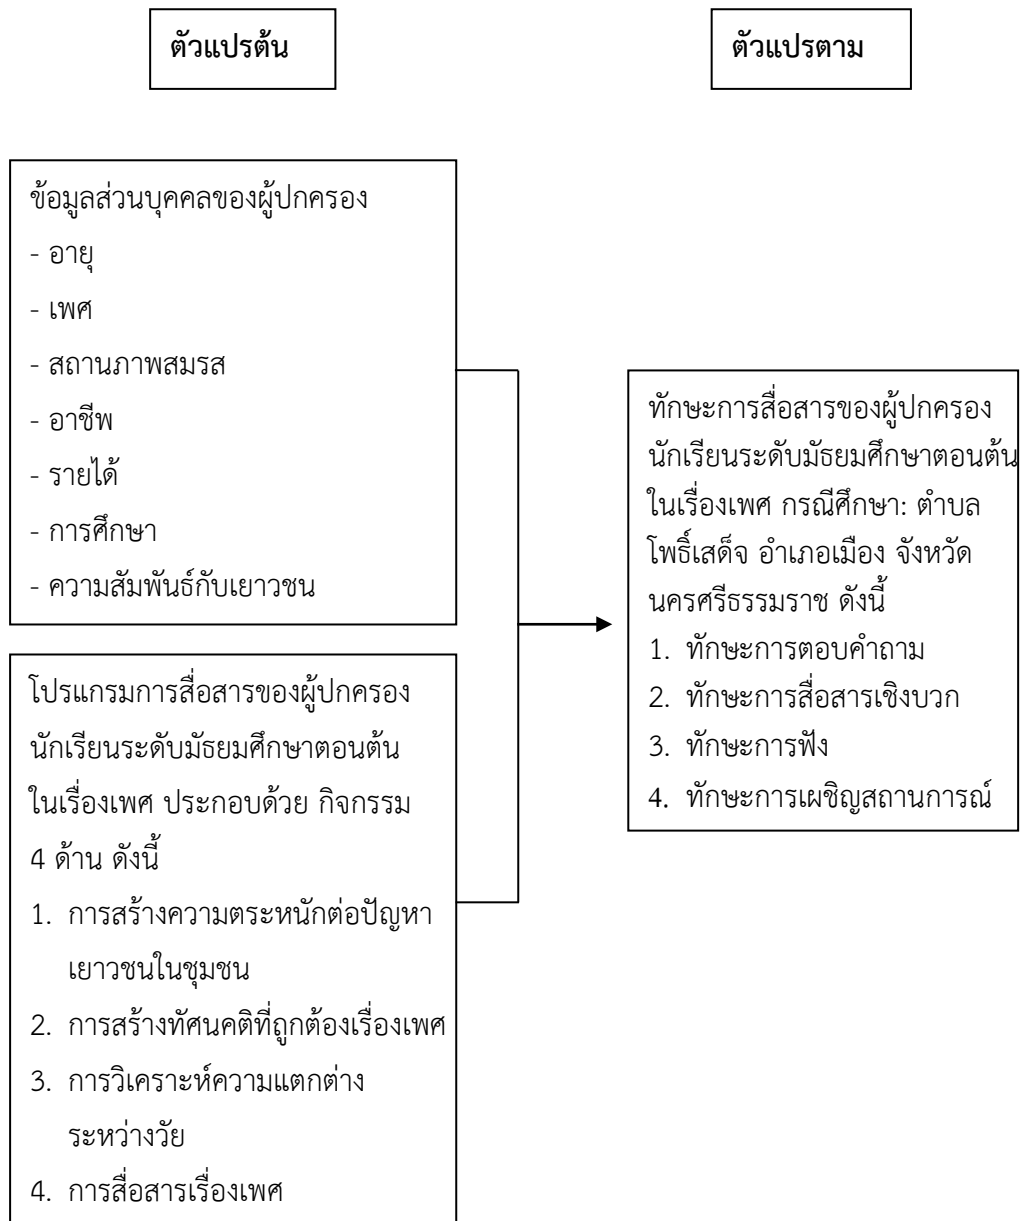 ตัวแปรต้น
ตัวแปรตาม
ข้อมูลส่วนบุคคลของผู้ปกครอง
- อายุ
- เพศ
- สถานภาพสมรส
- อาชีพ
- รายได้
- การศึกษา
- ความสัมพันธ์กับเยาวชน
โปรแกรมการสื่อสารของผู้ปกครอง
นักเรียนระดับมัธยมศึกษาตอนต้น
ในเรื่องเพศ ประกอบด้วย กิจกรรม
4 ด้าน ดังนี้
1. การสร้างความตระหนักต่อปัญหา
เยาวชนในชุมชน
2. การสร้างทัศนคติที่ถูกต้องเรื่องเพศ
3. การวิเคราะห์ความแตกต่าง
ระหว่างวัย
4. การสื่อสารเรื่องเพศ
ทักษะการสื่อสารของผู้ปกครอง
นักเรียนระดับมัธยมศึกษาตอนต้น
ในเรื่องเพศ กรณีศึกษา: ตำบล
โพธิ์เสด็จ อำเภอเมือง จังหวัด
นครศรีธรรมราช ดังนี้
1. ทักษะการตอบคำถาม
2. ทักษะการสื่อสารเชิงบวก
3. ทักษะการฟัง
4. ทักษะการเผชิญสถานการณ์